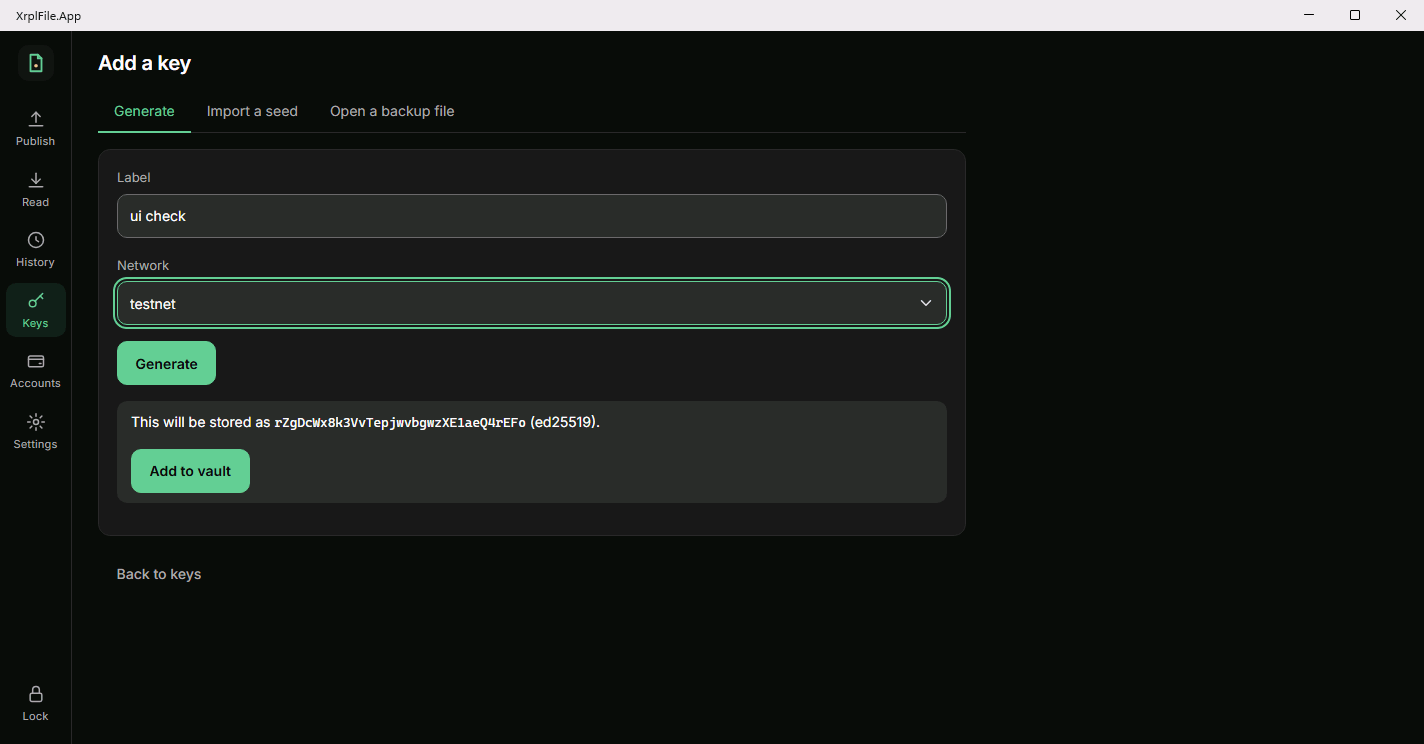 XrplFile.App
Add a key
Generate
Import a seed
Open a backup file
Publish
Read
History
Keys
Accounts
Settings
Lock
Label
ui check
Network
testnet
Generate
This will be stored as rZgDcWx8k3VvTepjwvbgwzXE1aeQ4rEFo (ed25519).
Add to vault
Back to keys